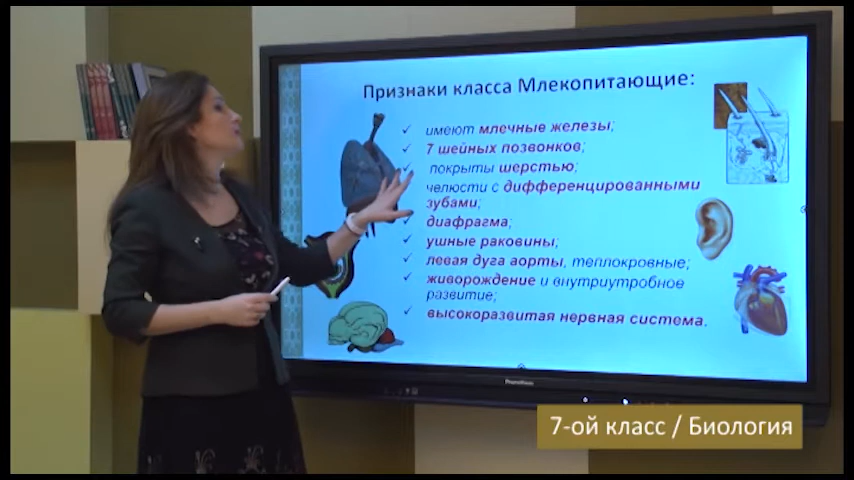 Признаки класса Млекопитающие:
имеют млечные железы;
7 шейных позвонков;
покрыты шерстью;
челюсти с дифференцированными
зубами;
диафрагма;
ушные раковины;
левая дуга аорты, теплокровные;
живорождение и внутриутробное
развитие;
высокоразвитая нервная система.
7-ой класс / Биология